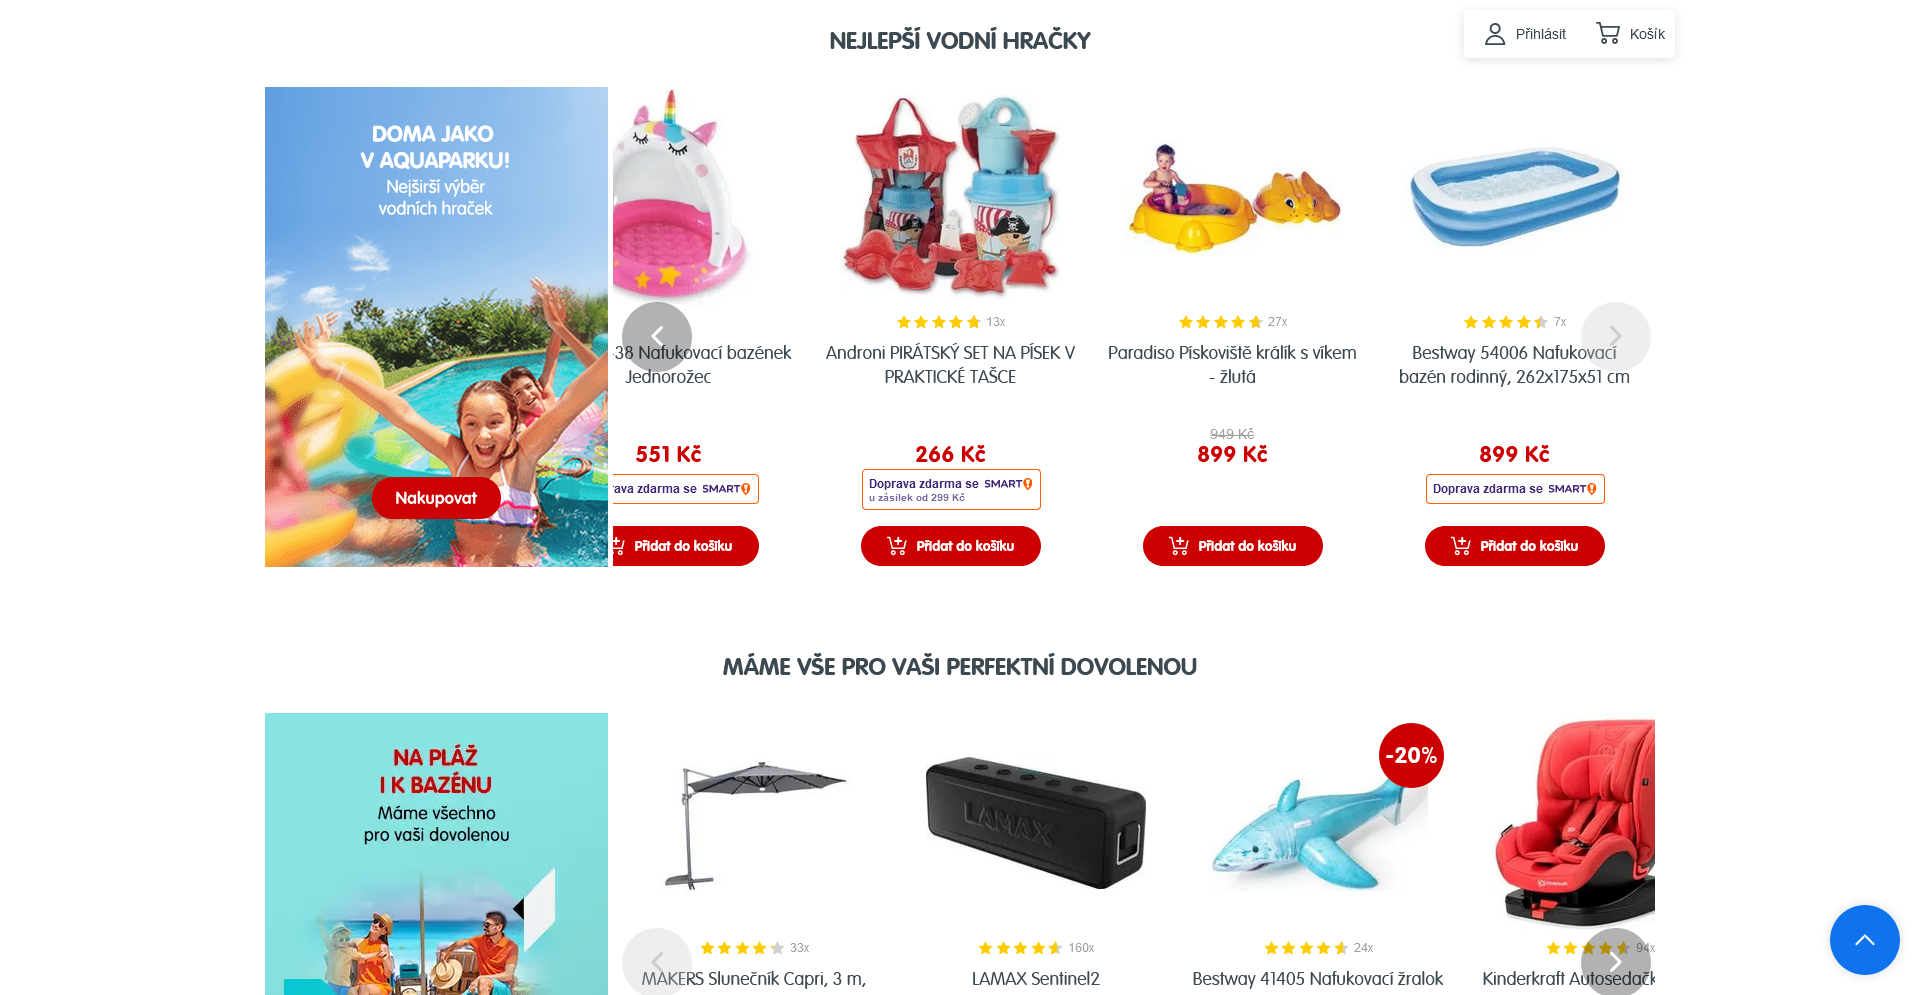 NEJLEPŠÍ VODNÍ HRAČKY
Přihlásit
Košík
DOMA JAKO
V AQUAPARKU!
Nejširší výběr
vodních hraček
Nakupovat
-38 Nafukovací bazének
Jednorožec
551 Kč
zdarma se SMART!
Přidat do košíku
13x
Androni PIRÁTSKÝ SET NA PÍSEK V
PRAKTICKÉ TAŠCE
266 Kč
Doprava zdarma se SMART!
u zásilek od 299 Kč
Přidat do košíku
27x
Paradiso Pískoviště králík s víkem
- žlutá
949 Kč
899 Kč
Přidat do košíku
7x
Bestway 54006 Nafukovací
bazén rodinný, 262x175x51 cm
899 Kč
Doprava zdarma se SMART!
Přidat do košíku
MÁME VŠE PRO VAŠI PERFEKTNÍ DOVOLENOU
NA PLÁŽ
I K BAZÉNU
Máme všechno
pro vaši dovolenou
33x
MAKERS Slunečník Capri, 3 m,
LAMAX
160x
LAMAX Sentinel2
-20%
24x
Bestway 41405 Nafukovací žralok
94x
Kinderkraft Autosedačk